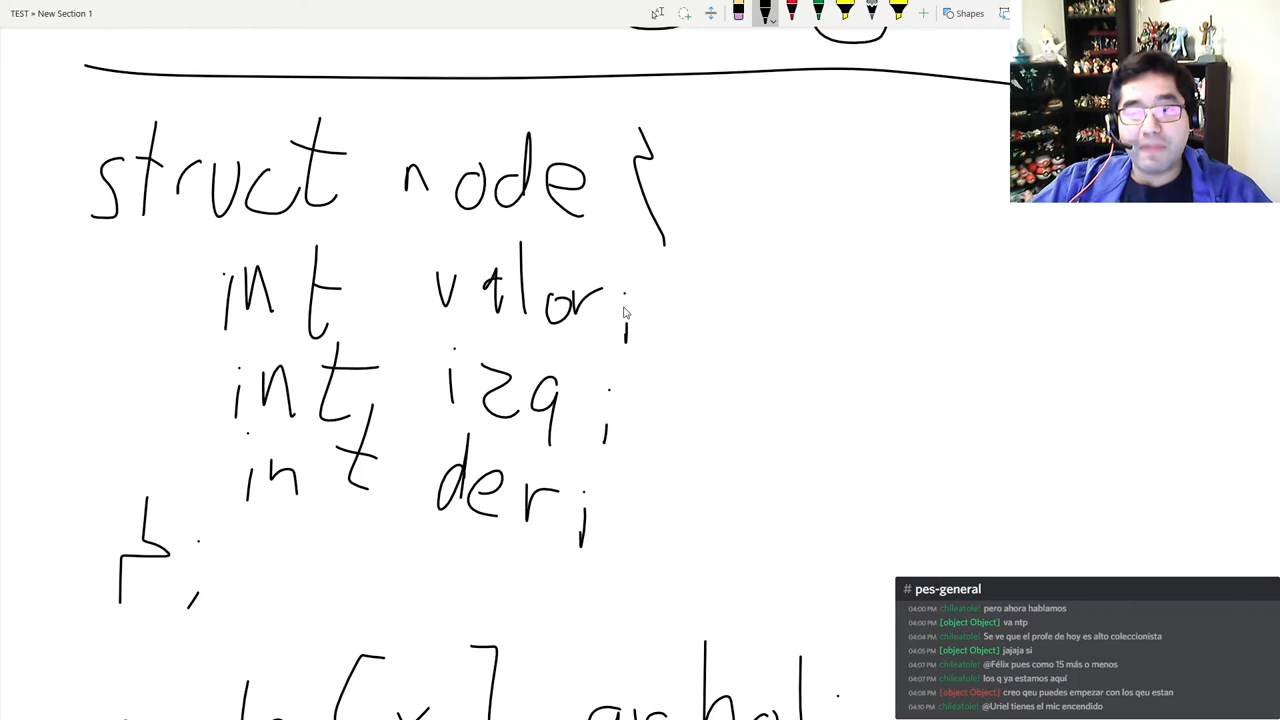 TEST » New Section 1
Shapes
struct node {
int valor;
int izq;
int der;
};
[x] arbol;
# pes-general
04:00 PM chileatole! pero ahora hablamos
04:00 PM [object Object] va ntp
04:04 PM chileatole! Se ve que el profe de hoy es alto coleccionista
04:05 PM [object Object] jajaja si
04:07 PM chileatole! @Félix pues como 15 más o menos
04:07 PM chileatole! los q ya estamos aquí
04:08 PM [object Object] creo qeu puedes empezar con los qeu estan
04:10 PM chileatole! @Uriel tienes el mic encendido